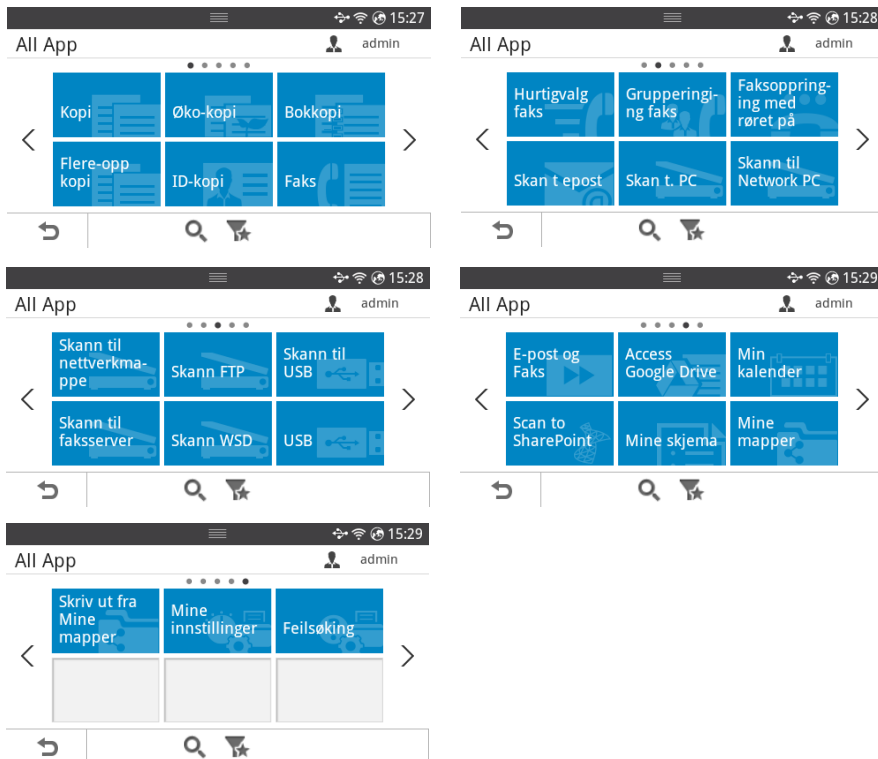 15:27
All App
admin
Kopi
Øko-kopi
Bokkopi
Flere-opp
kopi
ID-kopi
Faks
15:28
All App
admin
Hurtigvalg
faks
Grupperingi-
ng faks
Faksoppring-
ing med
røret på
Skan t epost
Skan t. PC
Skann til
Network PC
15:28
All App
admin
Skann til
nettverkma-
ppe
Skann FTP
Skann til
USB
Skann til
faksserver
Skann WSD
USB
15:29
All App
admin
E-post og
Faks
Access
Google Drive
Min
kalender
Scan to
SharePoint
Mine skjema
Mine
mapper
15:29
All App
admin
Skriv ut fra
Mine
mapper
Mine
innstillinger
Feilsøking